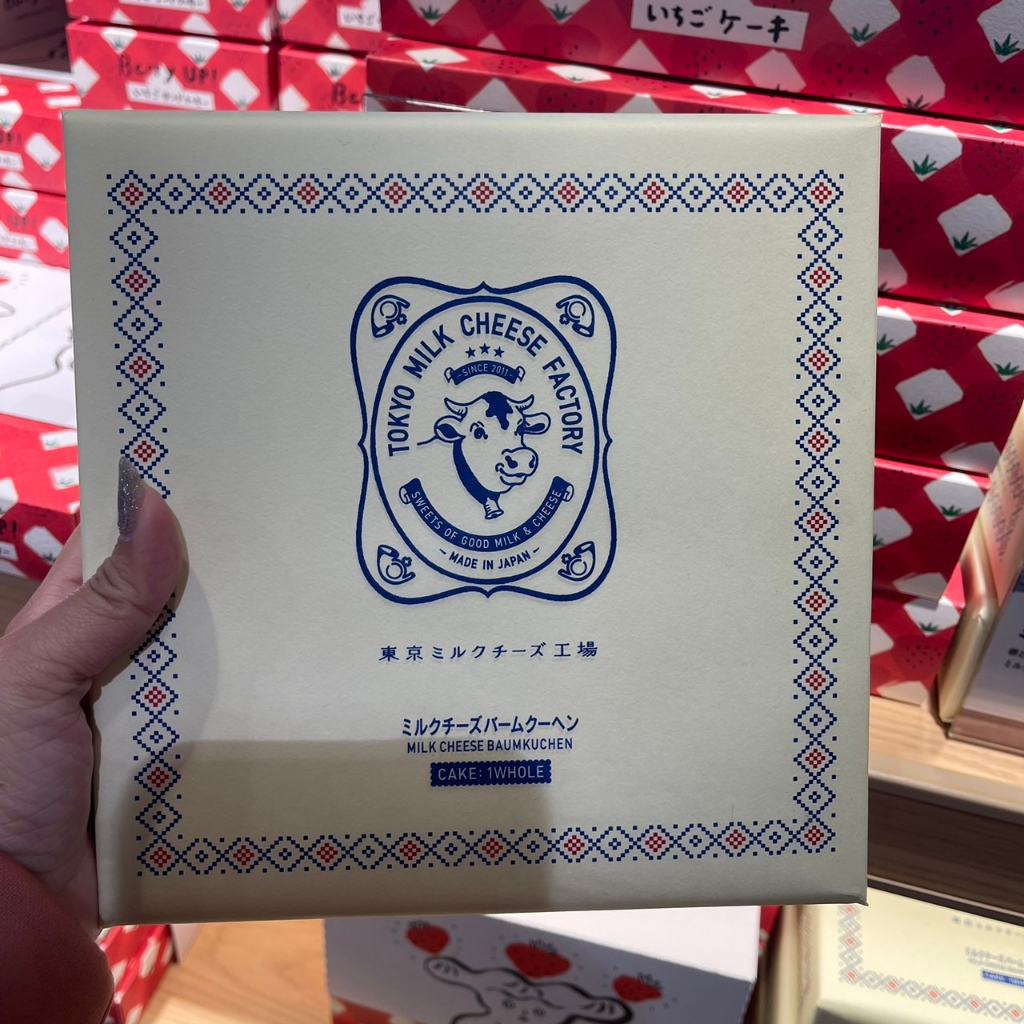 いちごケーキ
Berry UP!
TOKYO MILK CHEESE FACTORY
- SINCE 2011 -
SWEETS OF GOOD MILK & CHEESE
- MADE IN JAPAN -
東京ミルクチーズ工場
ミルクチーズバームクーヘン
MILK CHEESE BAUMKUCHEN
CAKE: 1WHOLE